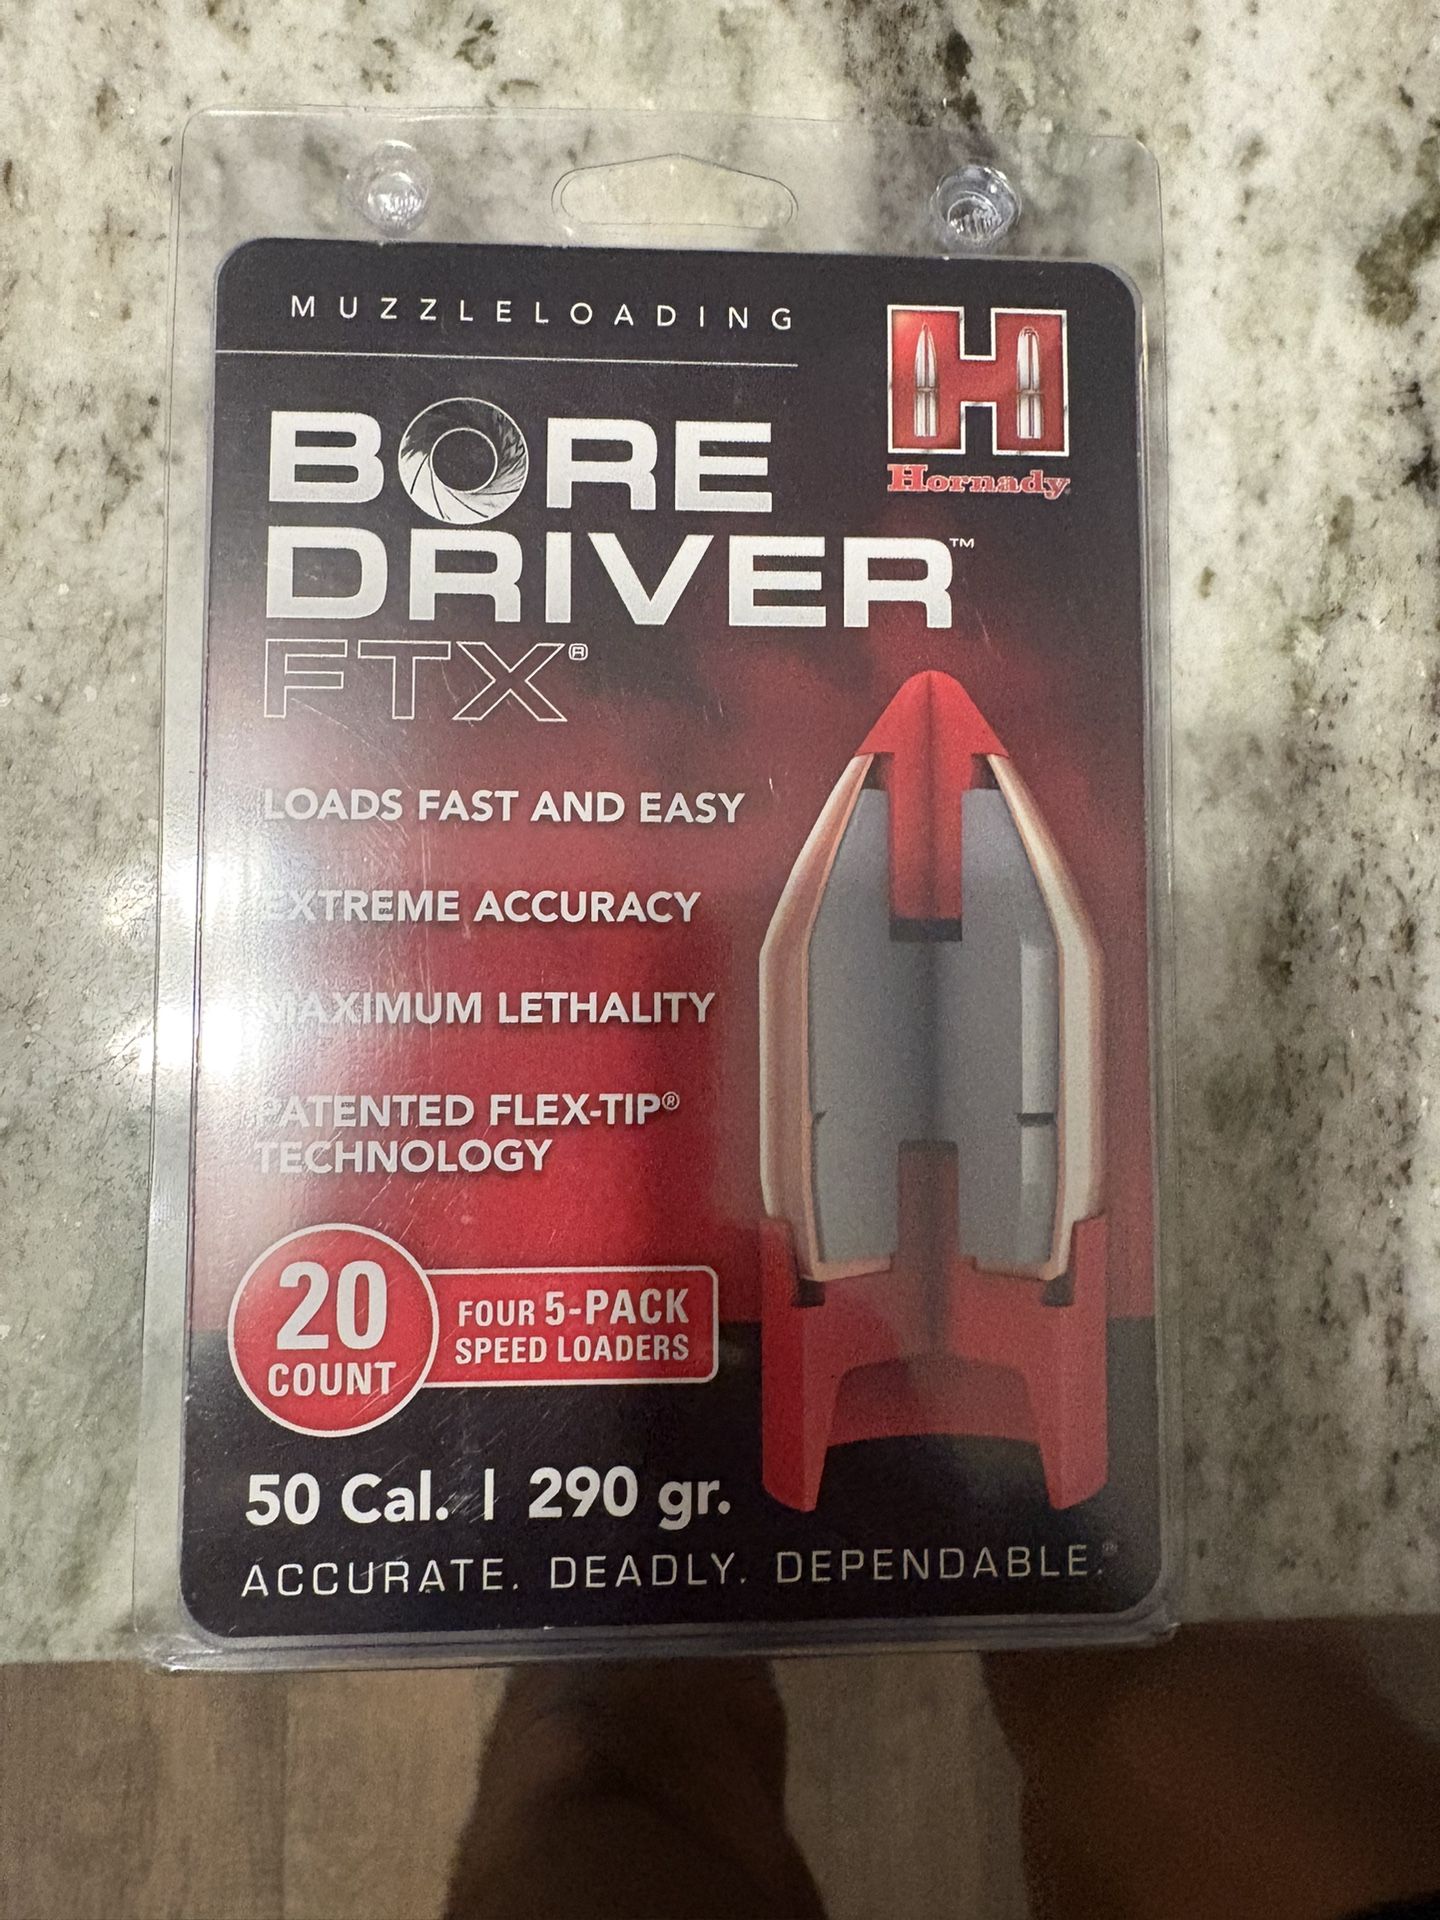 MUZZLELOADING
Hornady
BORE
DRIVER™
FTX®
LOADS FAST AND EASY
EXTREME ACCURACY
MAXIMUM LETHALITY
PATENTED FLEX-TIP®
TECHNOLOGY
20
COUNT
FOUR 5-PACK
SPEED LOADERS
50 Cal. | 290 gr.
ACCURATE. DEADLY. DEPENDABLE.®